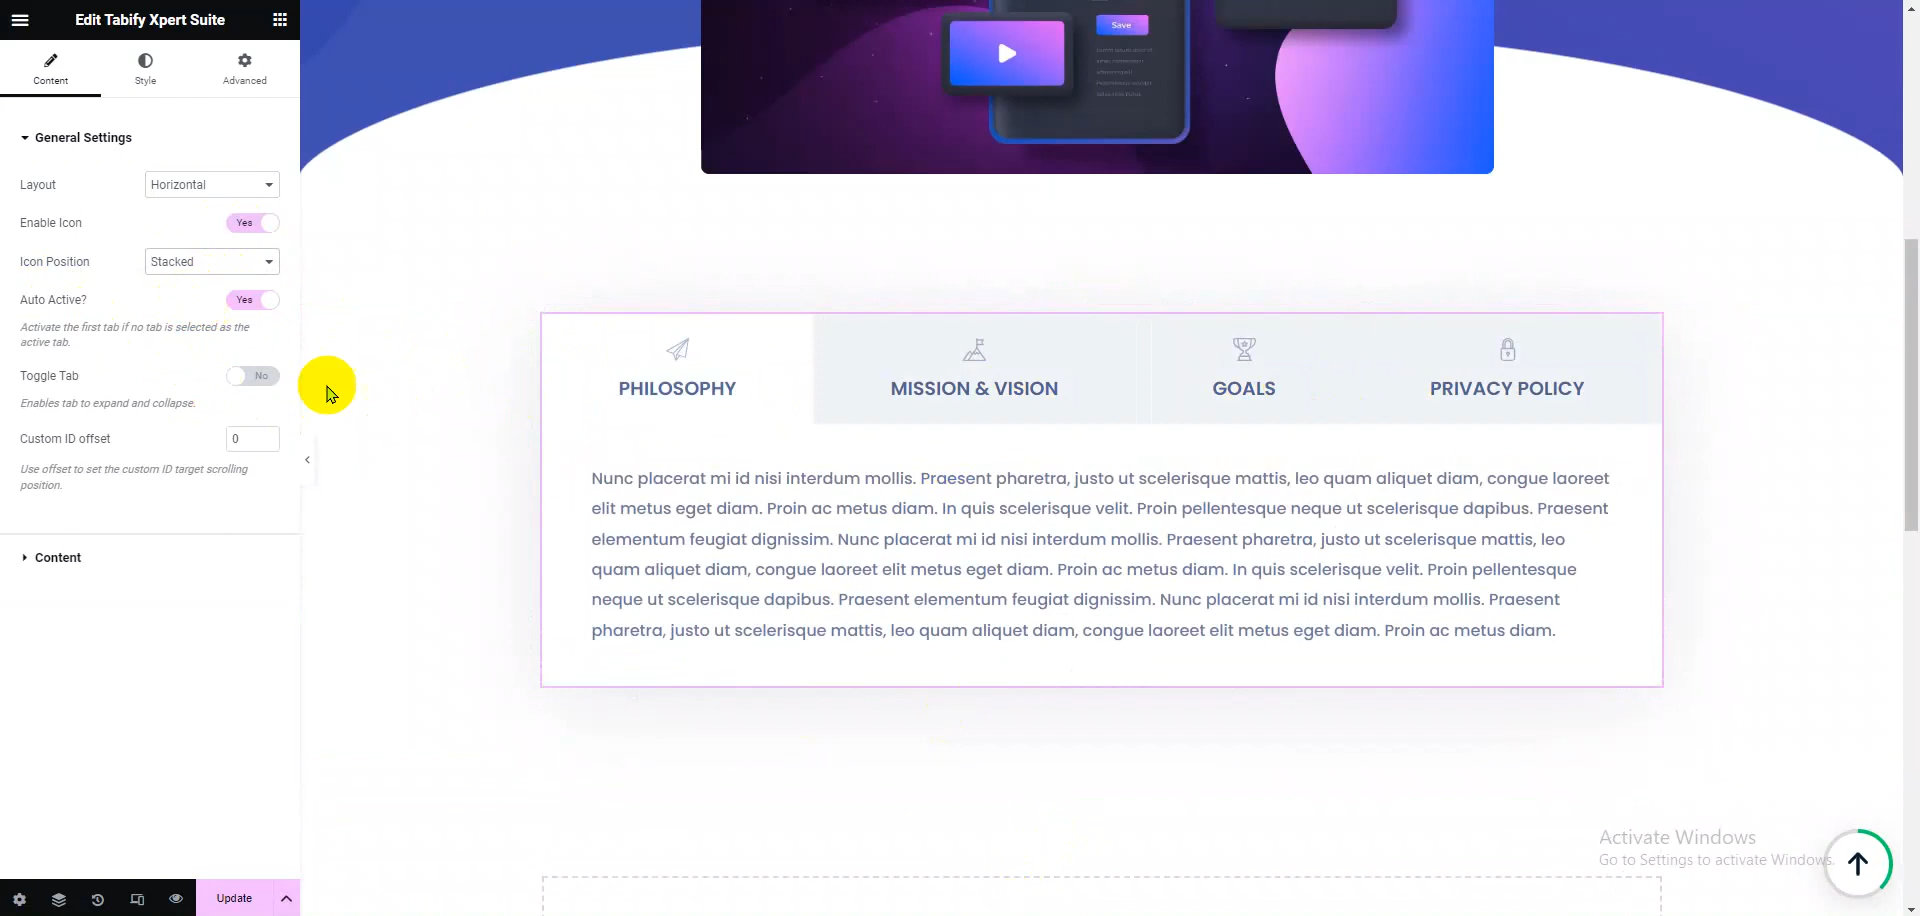 Edit Tabify Xpert Suite
Content
Style
Advanced
General Settings
Layout
Horizontal
Enable Icon
Yes
Icon Position
Stacked
Auto Active?
Yes
Activate the first tab if no tab is selected as the
active tab.
Toggle Tab
No
Enables tab to expand and collapse.
Custom ID offset
0
Use offset to set the custom ID target scrolling
position.
Content
Update
Save
PHILOSOPHY
MISSION & VISION
GOALS
PRIVACY POLICY
Nunc placerat mi id nisi interdum mollis. Praesent pharetra, justo ut scelerisque mattis, leo quam aliquet diam, congue laoreet
elit metus eget diam. Proin ac metus diam. In quis scelerisque velit. Proin pellentesque neque ut scelerisque dapibus. Praesent
elementum feugiat dignissim. Nunc placerat mi id nisi interdum mollis. Praesent pharetra, justo ut scelerisque mattis, leo
quam aliquet diam, congue laoreet elit metus eget diam. Proin ac metus diam. In quis scelerisque velit. Proin pellentesque
neque ut scelerisque dapibus. Praesent elementum feugiat dignissim. Nunc placerat mi id nisi interdum mollis. Praesent
pharetra, justo ut scelerisque mattis, leo quam aliquet diam, congue laoreet elit metus eget diam. Proin ac metus diam.
Activate Windows
Go to Settings to activate Windows.